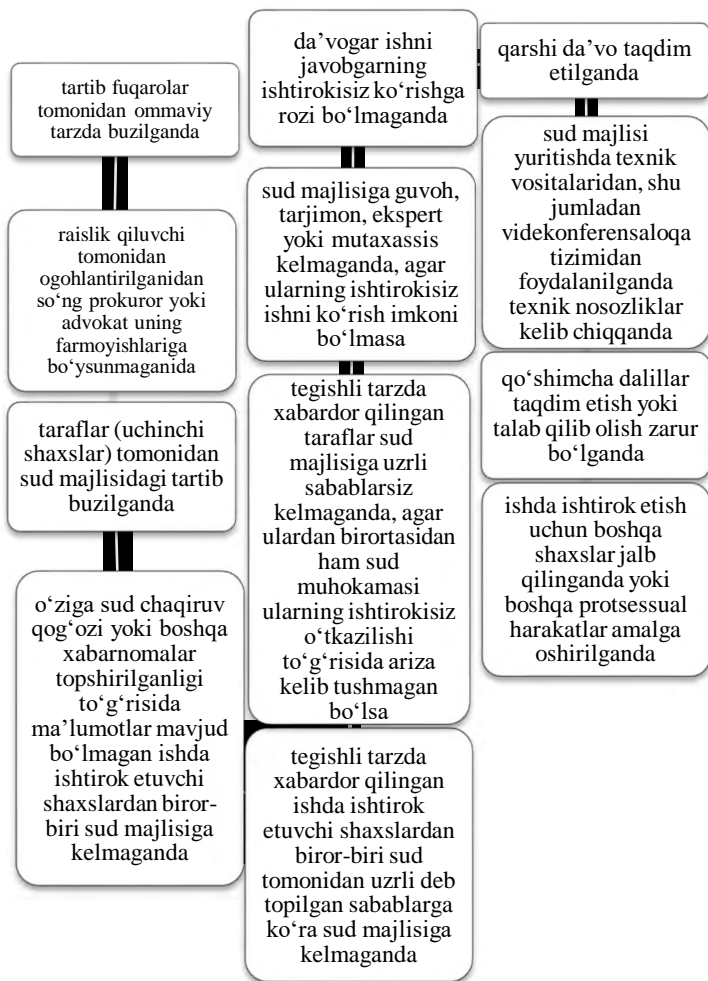 tartib fuqarolar
tomonidan ommaviy
tarzda buzilganda
raislik qiluvchi
tomonidan
ogohlantirilganidan
so‘ng prokuror yoki
advokat uning
farmoyishlariga
bo‘ysunmaganida
taraflar (uchinchi
shaxslar) tomonidan
sud majlisidagi tartib
buzilganda
o‘ziga sud chaqiruv
qog‘ozi yoki boshqa
xabarnomalar
topshirilganligi
to‘g‘risida
ma’lumotlar mavjud
bo‘lmagan ishda
ishtirok etuvchi
shaxslardan biror-
biri sud majlisiga
kelmaganda
da’vogar ishni
javobgarning
ishtirokisiz ko‘rishga
rozi bo‘lmaganda
sud majlisiga guvoh,
tarjimon, ekspert
yoki mutaxassis
kelmaganda, agar
ularning ishtirokisiz
ishni ko‘rish imkoni
bo‘lmasa
tegishli tarzda
xabardor qilingan
taraflar sud
majlisiga uzrli
sabablarsiz
kelmaganda, agar
ulardan birortasidan
ham sud
muhokamasi
ularning ishtirokisiz
o‘tkazilishi
to‘g‘risida ariza
kelib tushmagan
bo‘lsa
tegishli tarzda
xabardor qilingan
ishda ishtirok
etuvchi shaxslardan
biror-biri sud
tomonidan uzrli deb
topilgan sabablarga
ko‘ra sud majlisiga
kelmaganda
qarshi da’vo taqdim
etilganda
sud majlisi
yuritishda texnik
vositalaridan, shu
jumladan
videkonferensaloqa
tizimidan
foydalanilganda
texnik nosozliklar
kelib chiqqanda
qo‘shimcha dalillar
taqdim etish yoki
talab qilib olish zarur
bo‘lganda
ishda ishtirok etish
uchun boshqa
shaxslar jalb
qilinganda yoki
boshqa protsessual
harakatlar amalga
oshirilganda